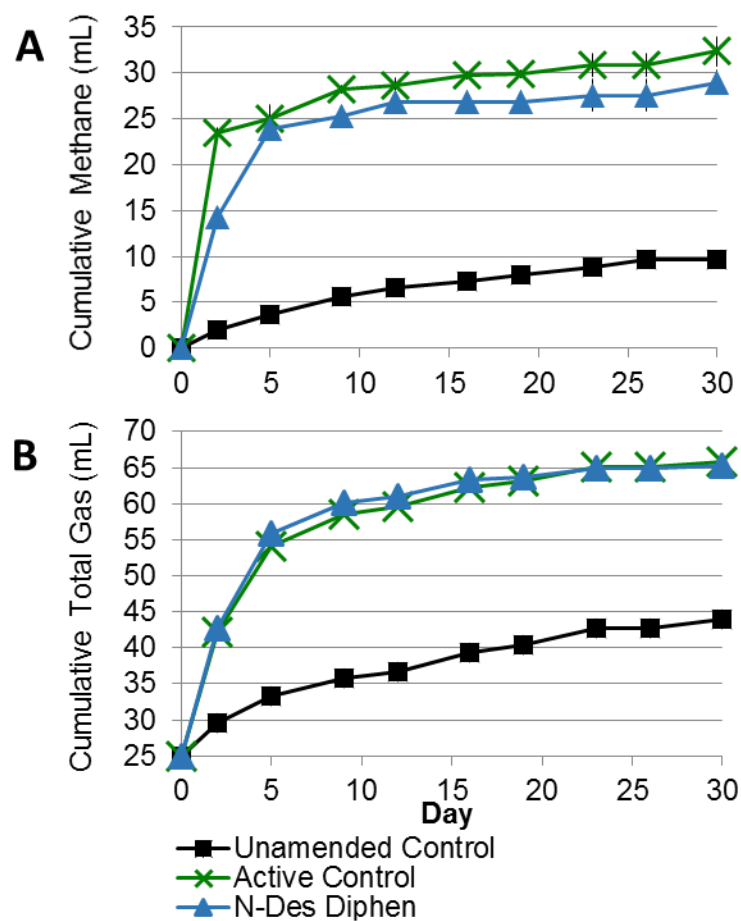 A
Cumulative Methane (mL)
35
30
25
20
15
10
5
0
0 5 10 15 20 25 30
B
Cumulative Total Gas (mL)
70
65
60
55
50
45
40
35
30
25
0 5 10 15 20 25 30
Day
Unamended Control
Active Control
N-Des Diphen